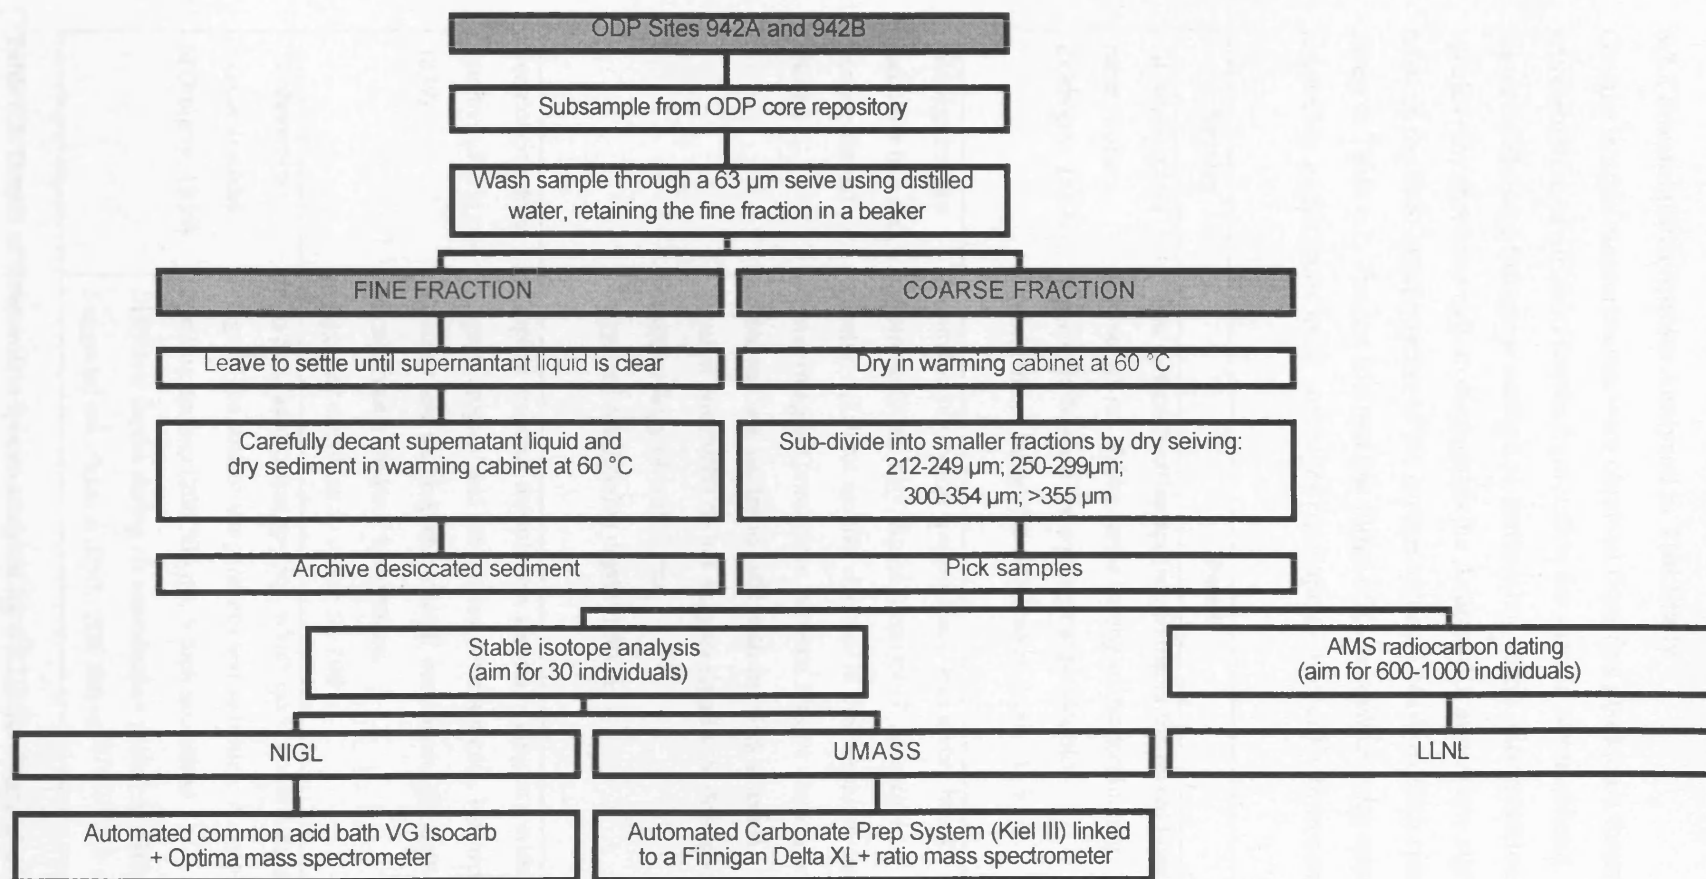 ODP Sites 942A and 942B
Subsample from ODP core repository
Wash sample through a 63 µm seive using distilled
water, retaining the fine fraction in a beaker
FINE FRACTION
COARSE FRACTION
Leave to settle until supernantant liquid is clear
Dry in warming cabinet at 60 °C
Carefully decant supernatant liquid and
dry sediment in warming cabinet at 60 °C
Sub-divide into smaller fractions by dry seiving:
212-249 µm; 250-299µm;
300-354 µm; >355 µm
Archive desiccated sediment
Pick samples
Stable isotope analysis
(aim for 30 individuals)
AMS radiocarbon dating
(aim for 600-1000 individuals)
NIGL
UMASS
LLNL
Automated common acid bath VG Isocarb
+ Optima mass spectrometer
Automated Carbonate Prep System (Kiel III) linked
to a Finnigan Delta XL+ ratio mass spectrometer